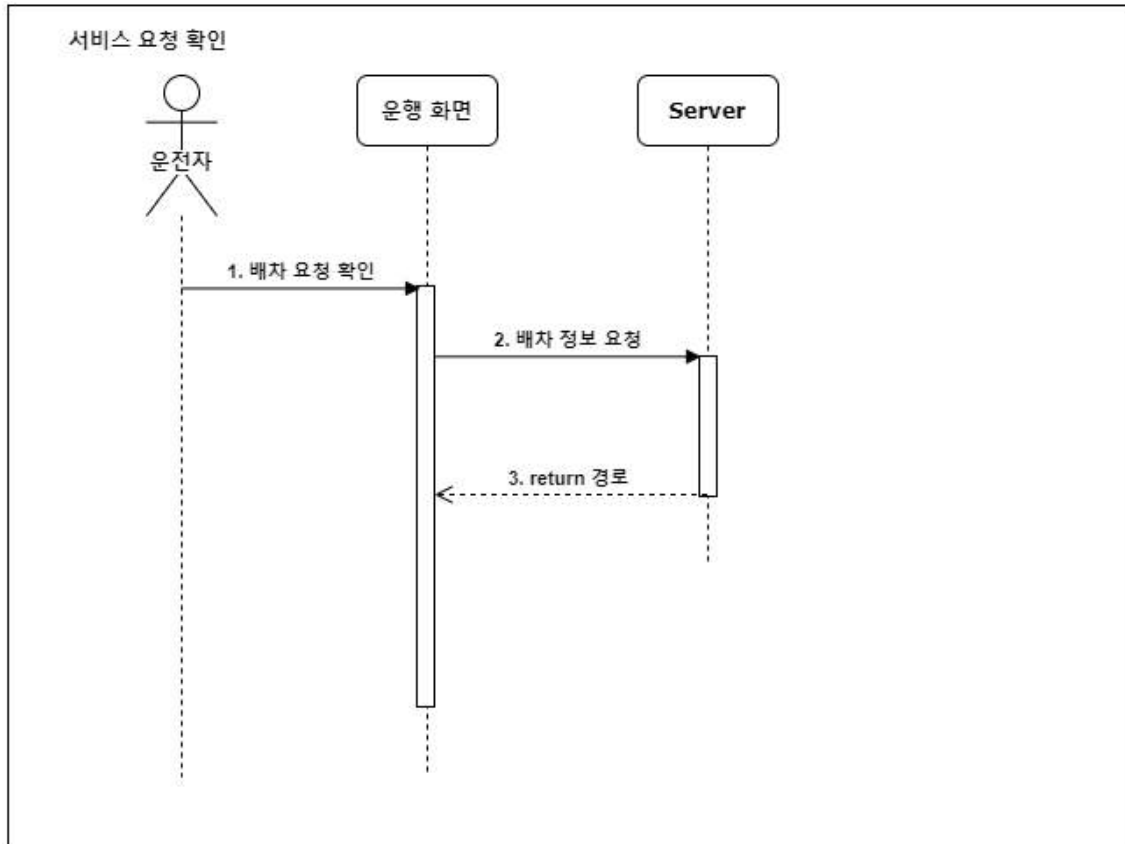 서비스 요청 확인
운행 화면
Server
운전자
1. 배차 요청 확인
2. 배차 정보 요청
3. return 경로